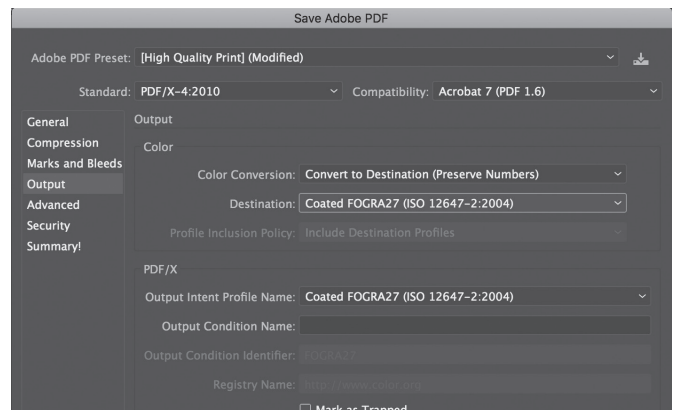 Save Adobe PDF
Adobe PDF Preset: [High Quality Print] (Modified)
Standard: PDF/X-4:2010 Compatibility: Acrobat 7 (PDF 1.6)
General
Compression
Marks and Bleeds
Output
Advanced
Security
Summary!
Output
Color
Color Conversion: Convert to Destination (Preserve Numbers)
Destination: Coated FOGRA27 (ISO 12647-2:2004)
Profile Inclusion Policy: Include Destination Profiles
PDF/X
Output Intent Profile Name: Coated FOGRA27 (ISO 12647-2:2004)
Output Condition Name:
Output Condition Identifier: FOGRA27
Registry Name: http://www.color.org
Mark as Trapped